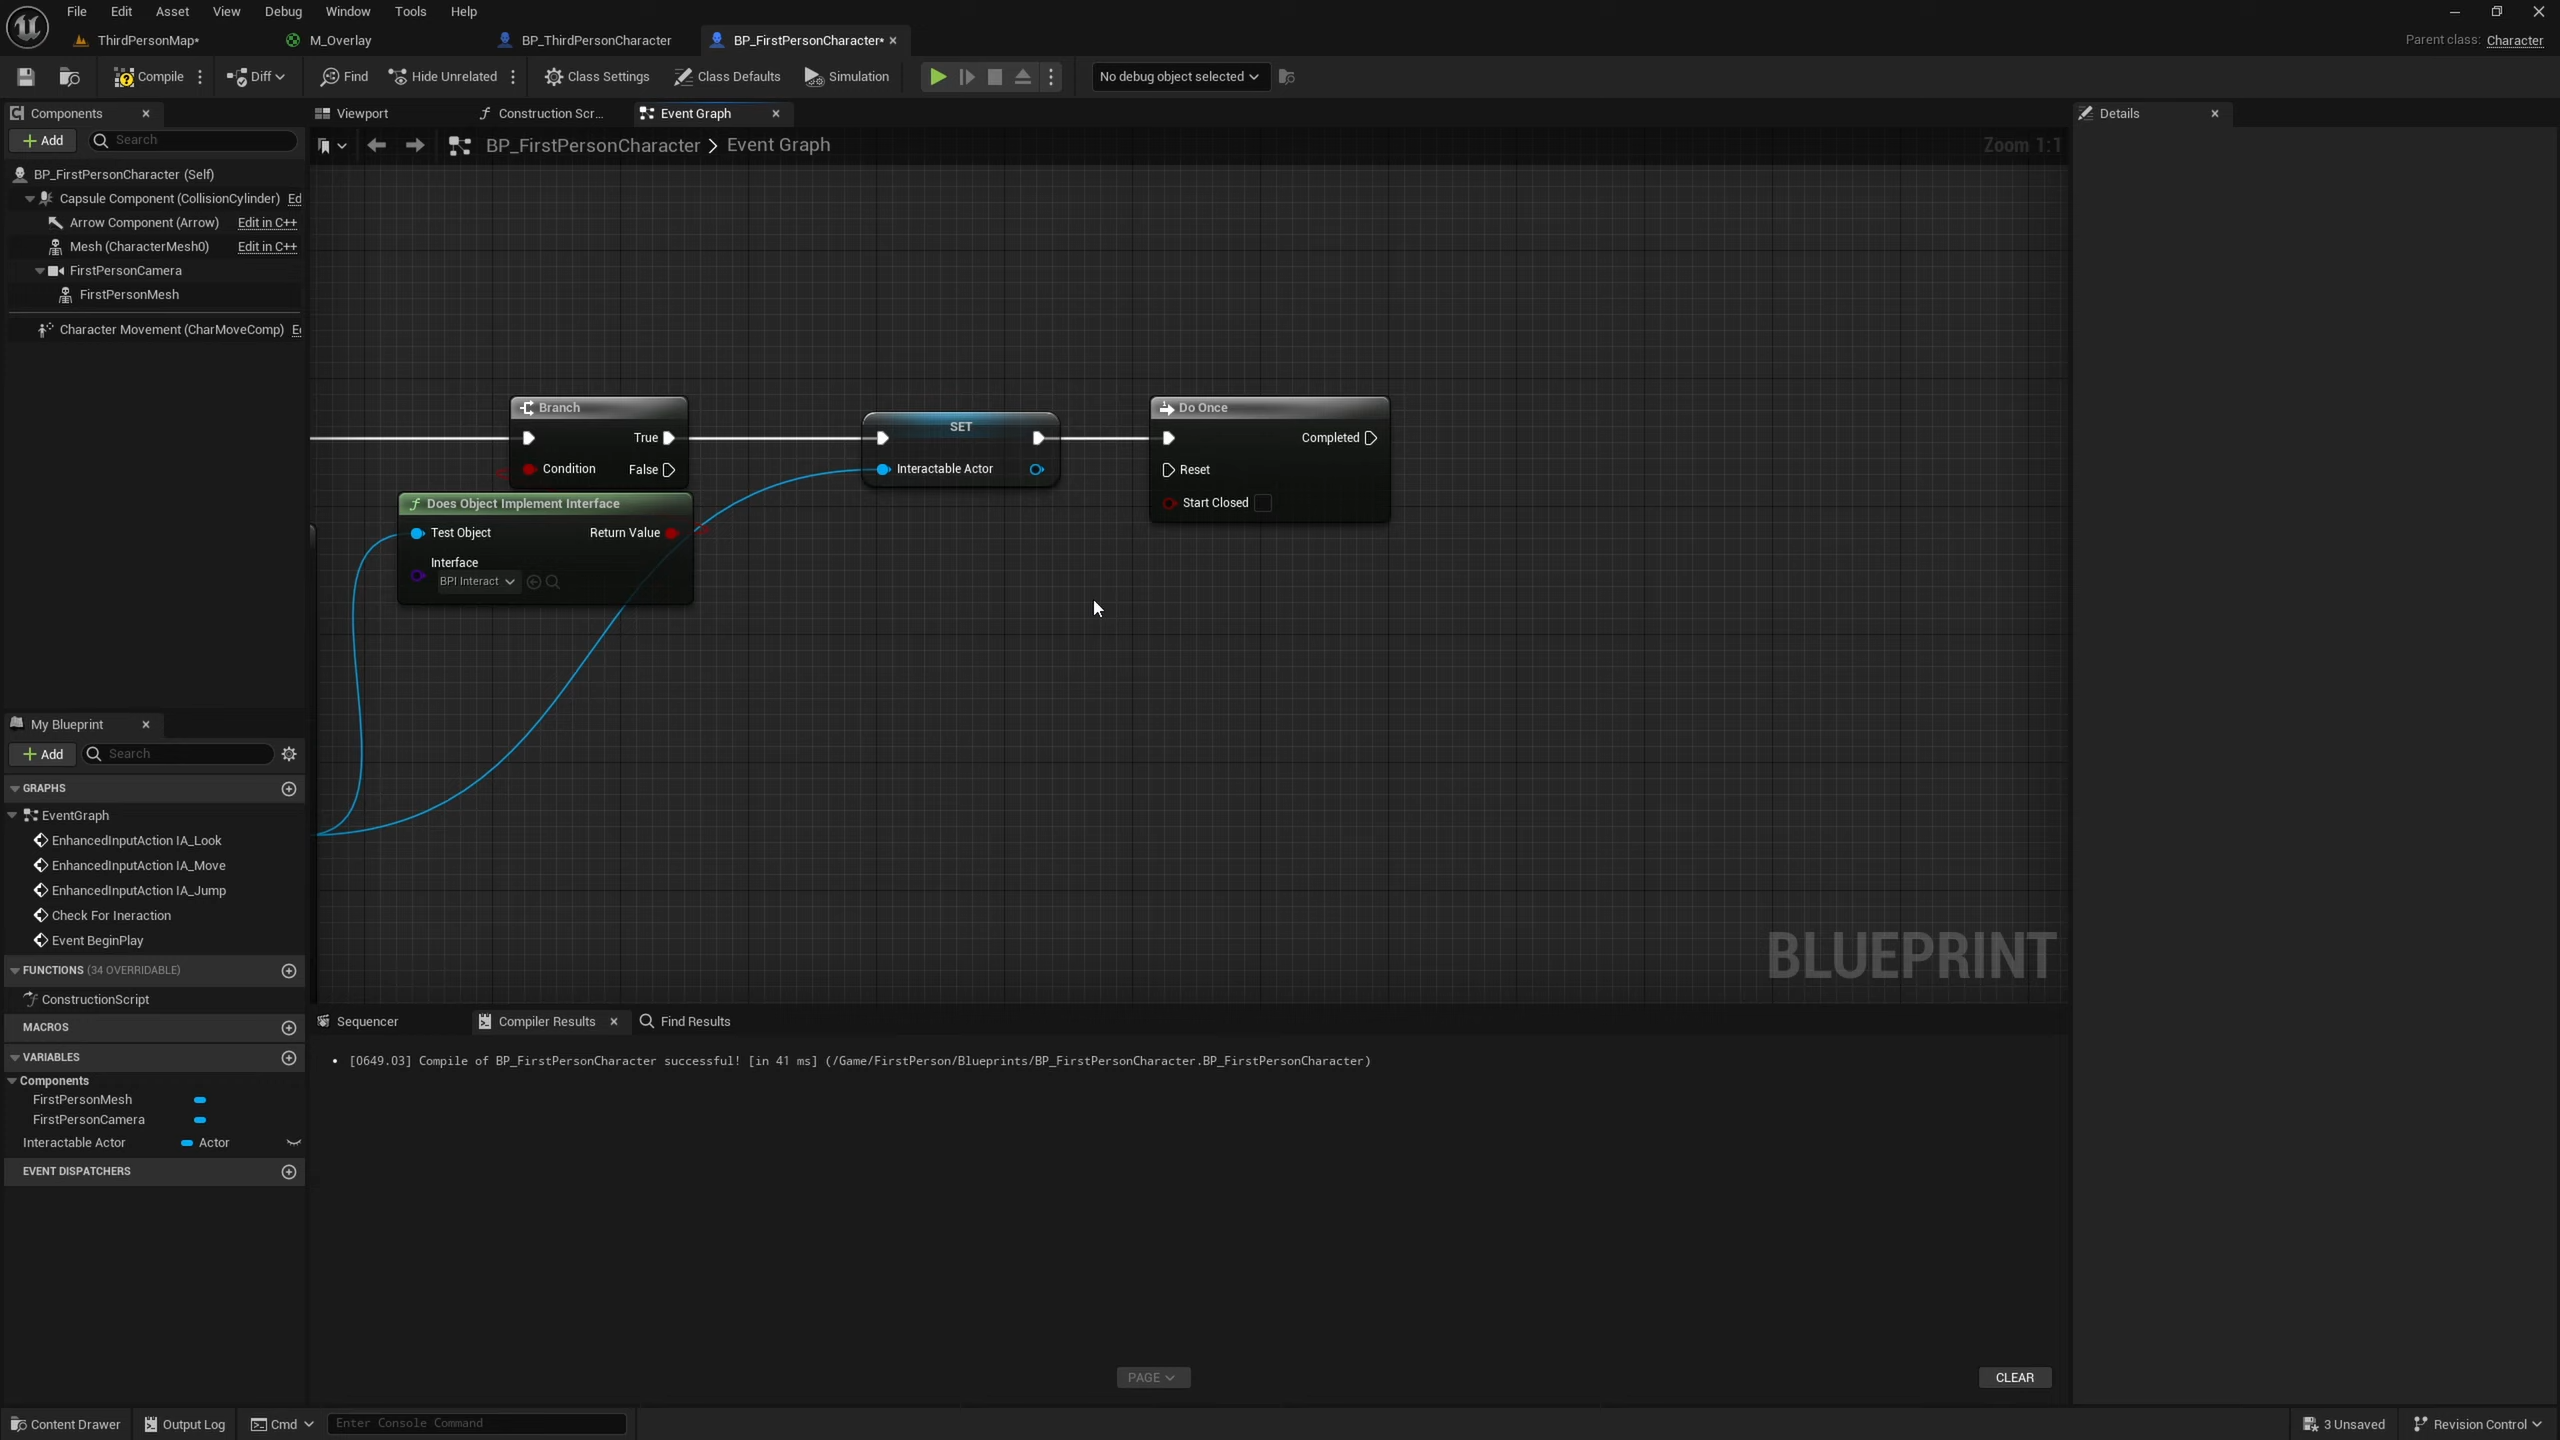 File Edit Asset View Debug Window Tools Help
ThirdPersonMap*
M_Overlay
BP_ThirdPersonCharacter
BP_FirstPersonCharacter*
Parent class: Character
Compile
Diff
Find
Hide Unrelated
Class Settings
Class Defaults
Simulation
No debug object selected
Components
Add
Search
BP_FirstPersonCharacter (Self)
Capsule Component (CollisionCylinder) Ed
Arrow Component (Arrow) Edit in C++
Mesh (CharacterMesh0) Edit in C++
FirstPersonCamera
FirstPersonMesh
Character Movement (CharMoveComp) E
Viewport
Construction Scr...
Event Graph
BP_FirstPersonCharacter > Event Graph
Zoom 1:1
Branch
True
Condition
False
Does Object Implement Interface
Test Object
Return Value
Interface
BPI Interact
SET
Interactable Actor
Do Once
Completed
Reset
Start Closed
BLUEPRINT
Details
My Blueprint
Add
Search
GRAPHS
EventGraph
EnhancedInputAction IA_Look
EnhancedInputAction IA_Move
EnhancedInputAction IA_Jump
Check For Ineraction
Event BeginPlay
FUNCTIONS (34 OVERRIDABLE)
ConstructionScript
MACROS
VARIABLES
Components
FirstPersonMesh
FirstPersonCamera
Interactable Actor Actor
EVENT DISPATCHERS
Sequencer
Compiler Results
Find Results
[0649.03] Compile of BP_FirstPersonCharacter successful! [in 41 ms] (/Game/FirstPerson/Blueprints/BP_FirstPersonCharacter.BP_FirstPersonCharacter)
PAGE
CLEAR
Content Drawer
Output Log
Cmd
Enter Console Command
3 Unsaved
Revision Control